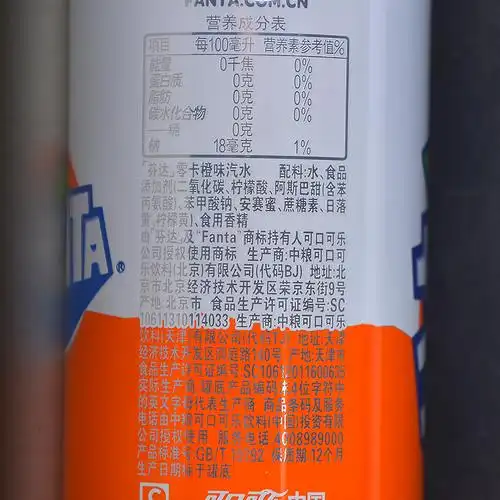 FANTA.COM.CN
营养成分表
项目 每100毫升 营养素参考值%
能量 0千焦 0%
蛋白质 0克 0%
脂肪 0克 0%
碳水化合物 0克 0%
——糖 0克
钠 18毫克 1%
「芬达」零卡橙味汽水 配料:水、食品
添加剂(二氧化碳、柠檬酸、阿斯巴甜(含苯
丙氨酸)、苯甲酸钠、安赛蜜、蔗糖素、日落
黄、柠檬黄)、食用香精
由“芬达”及“Fanta”商标持有人可口可乐
公司授权使用商标 生产商:中粮可口可
乐饮料(北京)有限公司(代码BJ) 地址:北
京市北京经济技术开发区荣京东街9号
产地:北京市 食品生产许可证编号:SC
10611310114033 生产商:中粮可口可乐
饮料(天津)有限公司(代码TJ) 地址:天津
经济技术开发区 产地:天津市
食品生产许可证编号:SC
实际生产商 罐底产品编码 第4位字符中
的英文字母代表生产商 商品条码及服务
电话由中粮可口可乐饮料(中国)投资有限
公司授权使用 服务电话:4008989000
产品标准号:GB/T 10792 保质期:12个月
生产日期标于罐底
TA®
C 可口可乐 中国